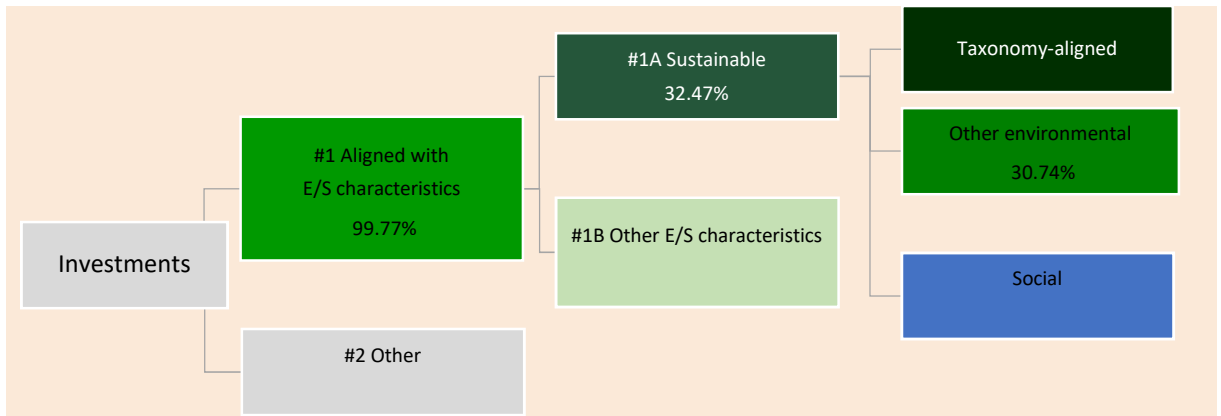 Investments
#1 Aligned with
E/S characteristics
99.77%
#2 Other
#1A Sustainable
32.47%
#1B Other E/S characteristics
Taxonomy-aligned
Other environmental
30.74%
Social